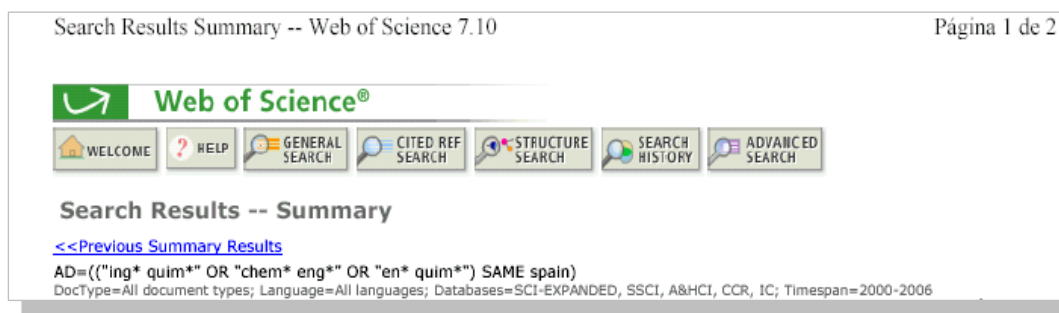 Search Results Summary -- Web of Science 7.10 Página 1 de 2
Web of Science®
WELCOME ? HELP GENERAL SEARCH CITED REF SEARCH STRUCTURE SEARCH SEARCH HISTORY ADVANCED SEARCH
Search Results -- Summary
<<Previous Summary Results
AD=(("ing* quim*" OR "chem* eng*" OR "en* quim*") SAME spain)
DocType=All document types; Language=All languages; Databases=SCI-EXPANDED, SSCI, A&HCI, CCR, IC; Timespan=2000-2006